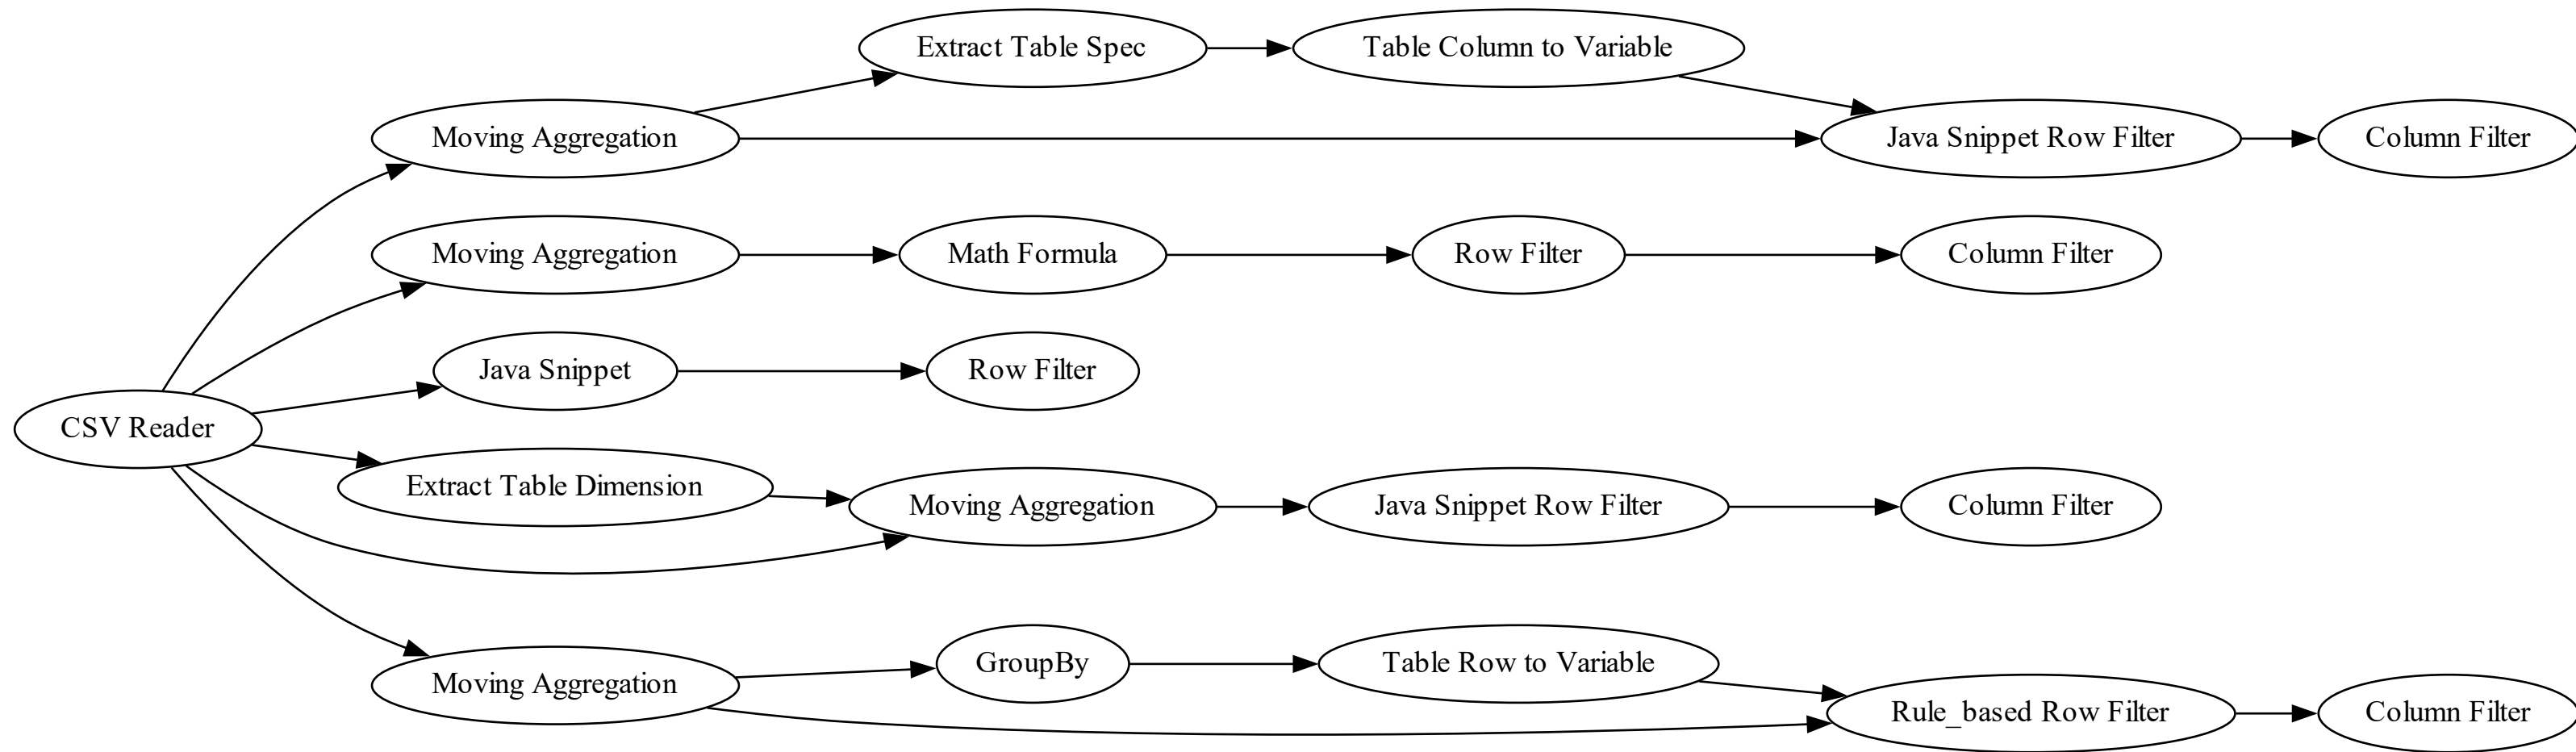 Extract Table Spec
Table Column to Variable
Moving Aggregation
Java Snippet Row Filter
Column Filter
Moving Aggregation
Math Formula
Row Filter
Column Filter
Java Snippet
Row Filter
CSV Reader
Extract Table Dimension
Moving Aggregation
Java Snippet Row Filter
Column Filter
GroupBy
Table Row to Variable
Moving Aggregation
Rule_based Row Filter
Column Filter